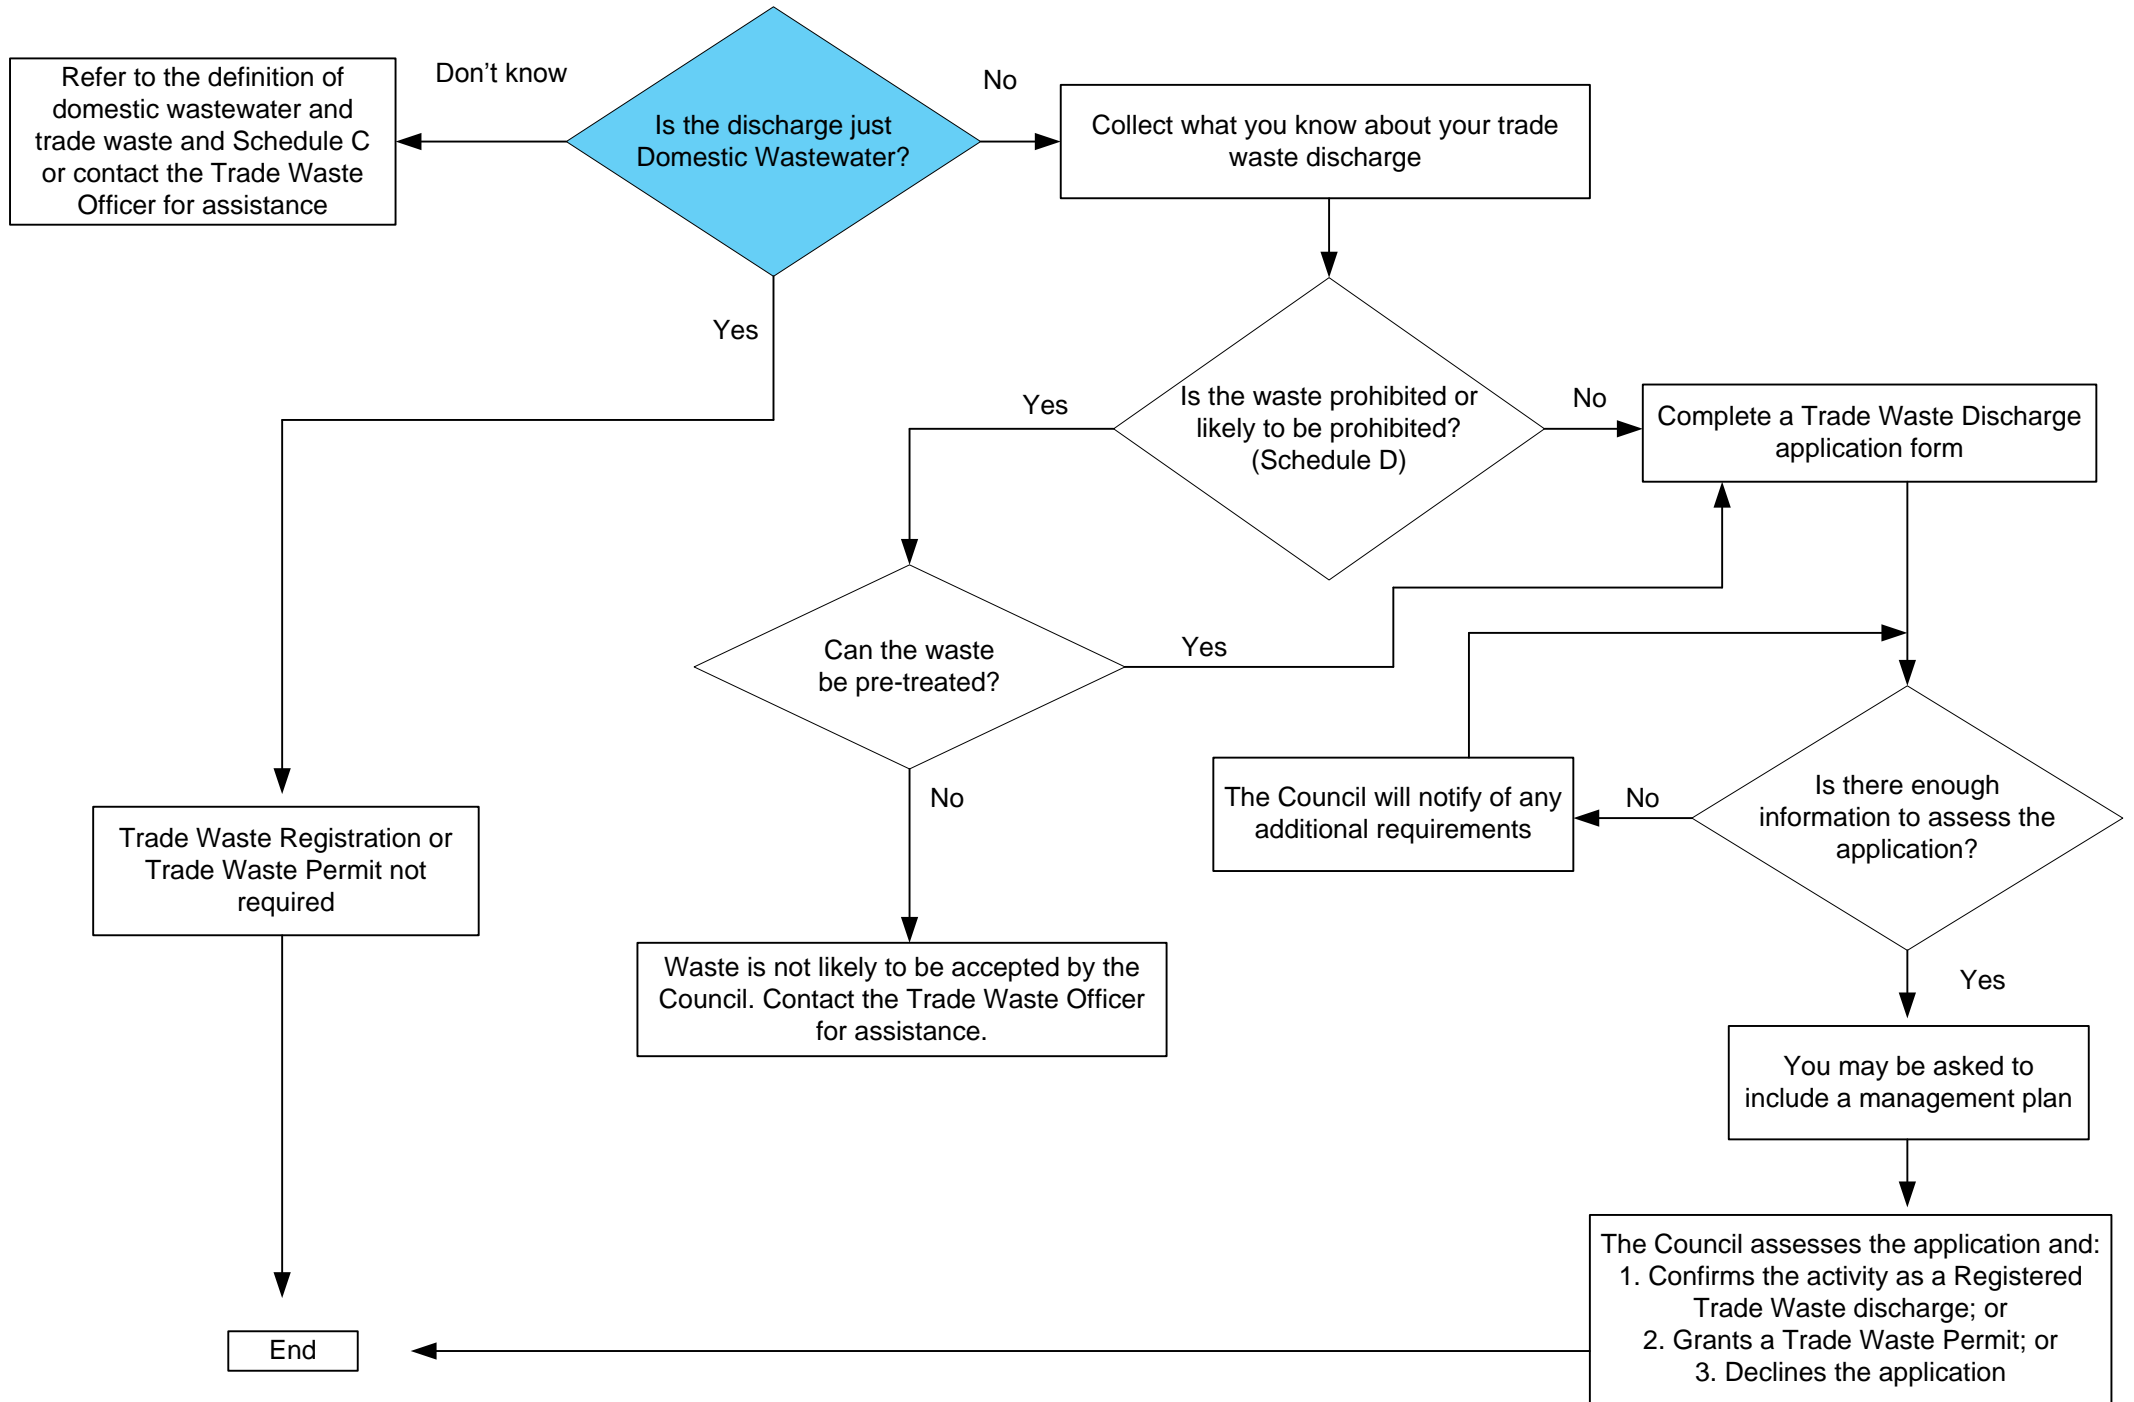 Refer to the definition of
domestic wastewater and
trade waste and Schedule C
or contact the Trade Waste
Officer for assistance
Don't know
Is the discharge just
Domestic Wastewater?
No
Collect what you know about your trade
waste discharge
Yes
Is the waste prohibited or
likely to be prohibited?
(Schedule D)
Yes
No
Complete a Trade Waste Discharge
application form
Can the waste
be pre-treated?
Yes
No
The Council will notify of any
additional requirements
No
Is there enough
information to assess the
application?
Trade Waste Registration or
Trade Waste Permit not
required
Waste is not likely to be accepted by the
Council. Contact the Trade Waste Officer
for assistance.
Yes
You may be asked to
include a management plan
The Council assesses the application and:
1. Confirms the activity as a Registered
Trade Waste discharge; or
2. Grants a Trade Waste Permit; or
3. Declines the application
End